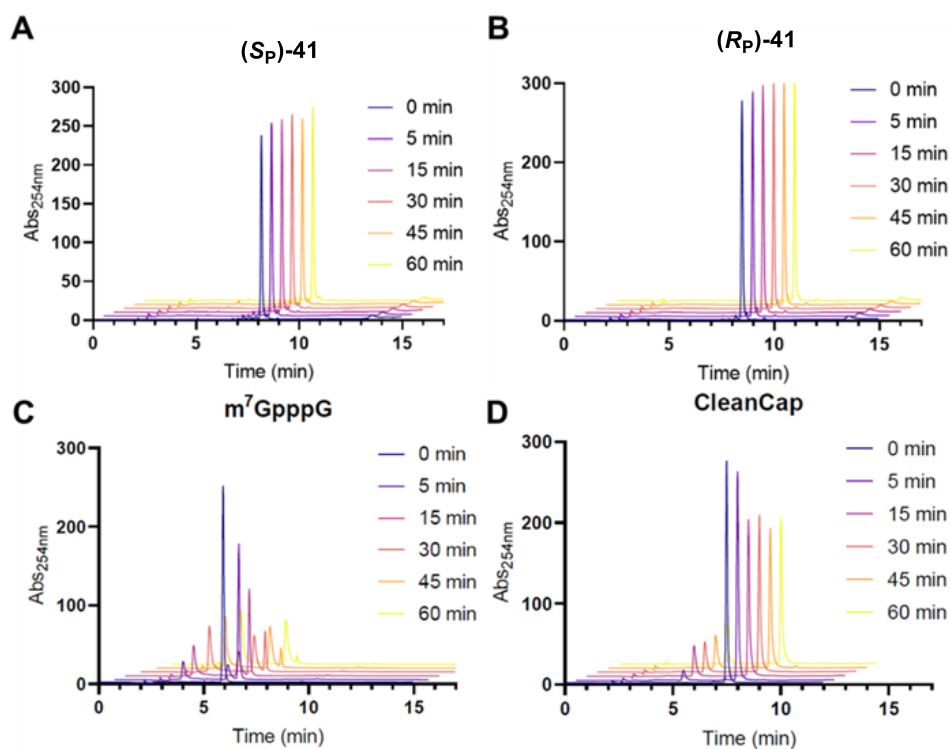 A
(SP)-41
300
250
200
150
100
50
0
Abs254nm
0 5 10 15
Time (min)
0 min
5 min
15 min
30 min
45 min
60 min
B
(RP)-41
300
200
100
0
Abs254nm
0 5 10 15
Time (min)
0 min
5 min
15 min
30 min
45 min
60 min
C
m7GpppG
300
200
100
0
Abs254nm
0 5 10 15
Time (min)
0 min
5 min
15 min
30 min
45 min
60 min
D
CleanCap
300
200
100
0
Abs254nm
0 5 10 15
Time (min)
0 min
5 min
15 min
30 min
45 min
60 min